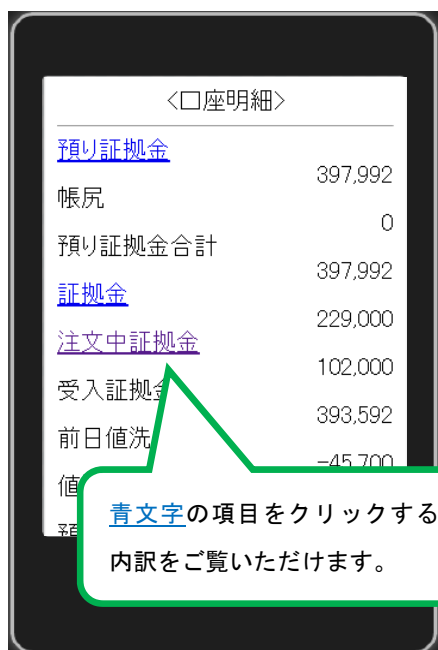 <口座明細>
預り証拠金
397,992
帳尻
0
預り証拠金合計
397,992
証拠金
229,000
注文中証拠金
102,000
受入証拠金
393,592
前日値洗
-45,700
値
青文字の項目をクリックする
内訳をご覧いただけます。